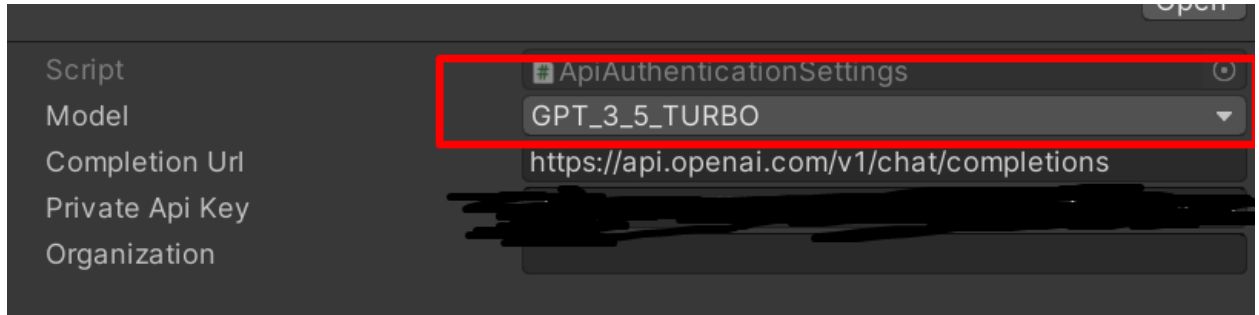 Open
Script # ApiAuthenticationSettings
Model GPT_3_5_TURBO
Completion Url https://api.openai.com/v1/chat/completions
Private Api Key
Organization